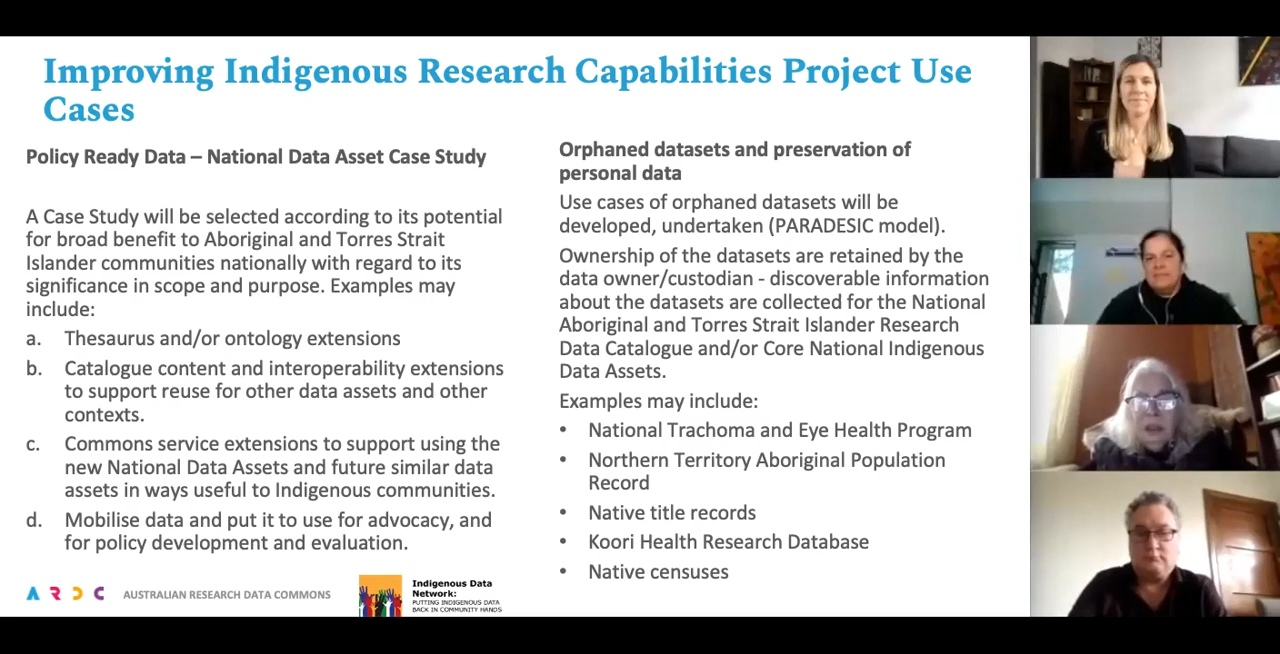 Improving Indigenous Research Capabilities Project Use
Cases
Policy Ready Data – National Data Asset Case Study
A Case Study will be selected according to its potential
for broad benefit to Aboriginal and Torres Strait
Islander communities nationally with regard to its
significance in scope and purpose. Examples may
include:
a. Thesaurus and/or ontology extensions
b. Catalogue content and interoperability extensions
to support reuse for other data assets and other
contexts.
c. Commons service extensions to support using the
new National Data Assets and future similar data
assets in ways useful to Indigenous communities.
d. Mobilise data and put it to use for advocacy, and
for policy development and evaluation.
Orphaned datasets and preservation of
personal data
Use cases of orphaned datasets will be
developed, undertaken (PARADESIC model).
Ownership of the datasets are retained by the
data owner/custodian - discoverable information
about the datasets are collected for the National
Aboriginal and Torres Strait Islander Research
Data Catalogue and/or Core National Indigenous
Data Assets.
Examples may include:
• National Trachoma and Eye Health Program
• Northern Territory Aboriginal Population
Record
• Native title records
• Koori Health Research Database
• Native censuses
ARDC AUSTRALIAN RESEARCH DATA COMMONS
Indigenous Data
Network:
PUTTING INDIGENOUS DATA
BACK IN COMMUNITY HANDS